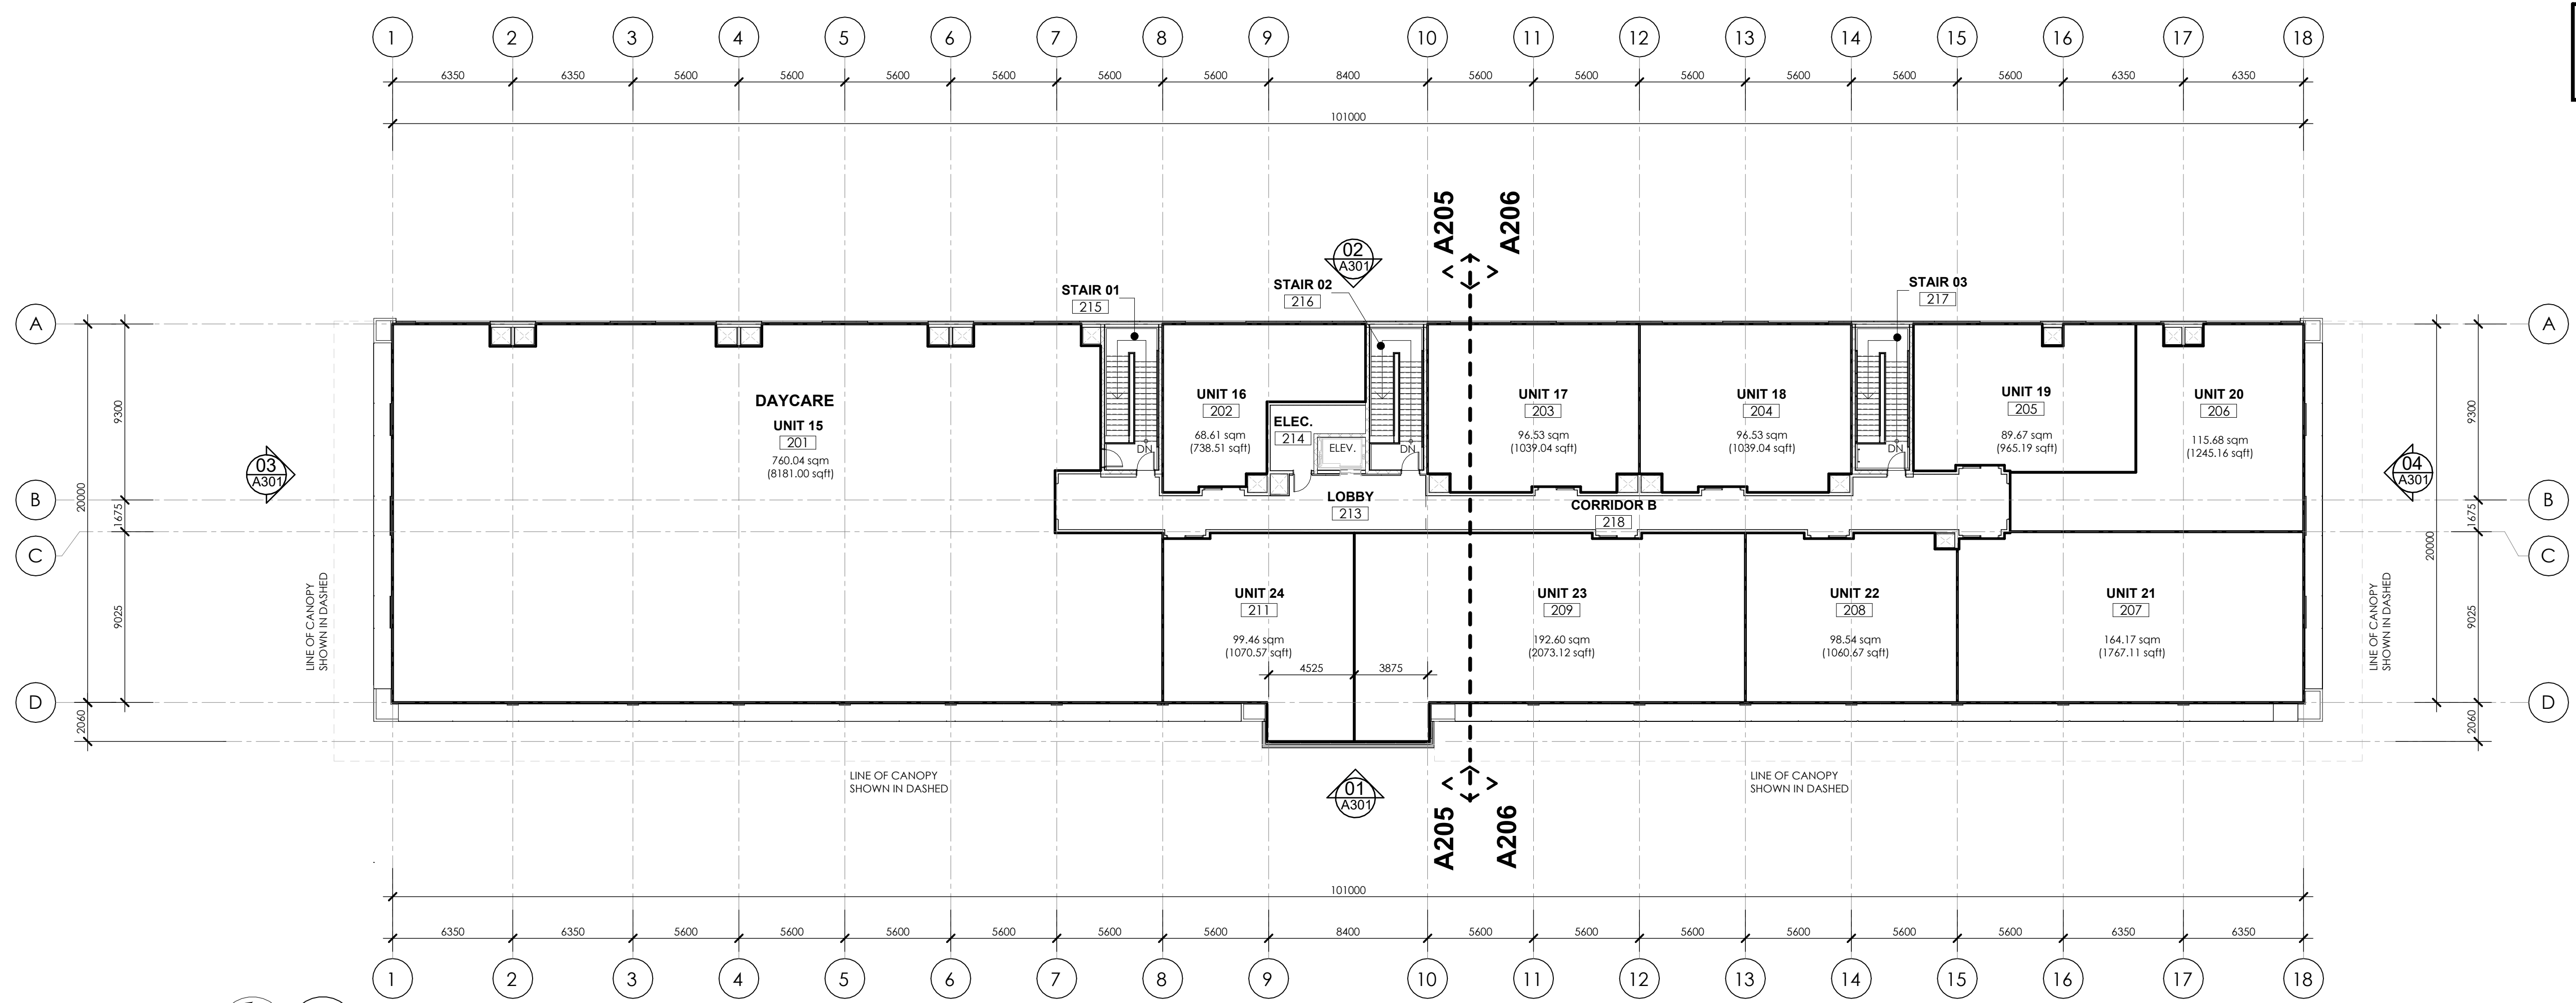 1 2 3 4 5 6 7 8 9 10 11 12 13 14 15 16 17 18
6350 6350 5600 5600 5600 5600 5600 5600 8400 5600 5600 5600 5600 5600 5600 6350 6350
101000
A205 A206
02
A301
STAIR 01
215
STAIR 02
216
STAIR 03
217
A A
DAYCARE
UNIT 15
201
760.04 sqm
(8181.00 sqft)
DN
UNIT 16
202
68.61 sqm
(738.51 sqft)
ELEC.
214
ELEV.
DN
UNIT 17
203
96.53 sqm
(1039.04 sqft)
UNIT 18
204
96.53 sqm
(1039.04 sqft)
DN
UNIT 19
205
89.67 sqm
(965.19 sqft)
UNIT 20
206
115.68 sqm
(1245.16 sqft)
9300 9300
03
A301
04
A301
B B
LOBBY
213
CORRIDOR B
218
20000 1675 1675 20000
C C
LINE OF CANOPY
SHOWN IN DASHED
9025
UNIT 24
211
99.46 sqm
(1070.57 sqft)
4525 3875
UNIT 23
209
192.60 sqm
(2073.12 sqft)
UNIT 22
208
98.54 sqm
(1060.67 sqft)
UNIT 21
207
164.17 sqm
(1767.11 sqft)
LINE OF CANOPY
SHOWN IN DASHED
9025
D D
2060 2060
LINE OF CANOPY
SHOWN IN DASHED
01
A301
LINE OF CANOPY
SHOWN IN DASHED
A205 A206
101000
6350 6350 5600 5600 5600 5600 5600 5600 8400 5600 5600 5600 5600 5600 5600 6350 6350
1 2 3 4 5 6 7 8 9 10 11 12 13 14 15 16 17 18